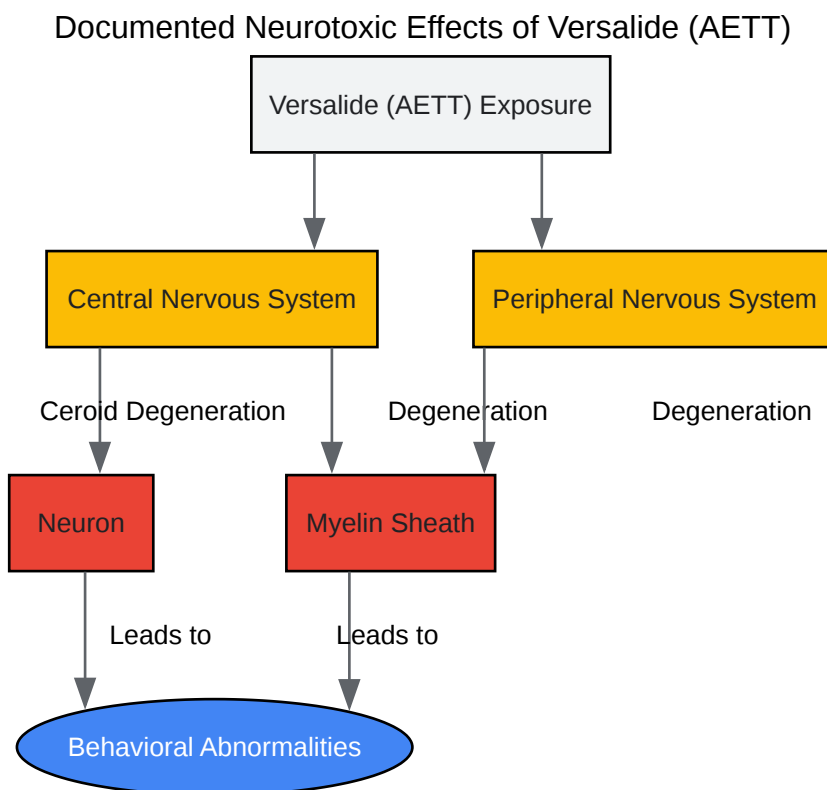 Documented Neurotoxic Effects of Versalide (AETT)
Versalide (AETT) Exposure
Central Nervous System
Peripheral Nervous System
Ceroid Degeneration
Degeneration
Degeneration
Neuron
Myelin Sheath
Leads to
Leads to
Behavioral Abnormalities